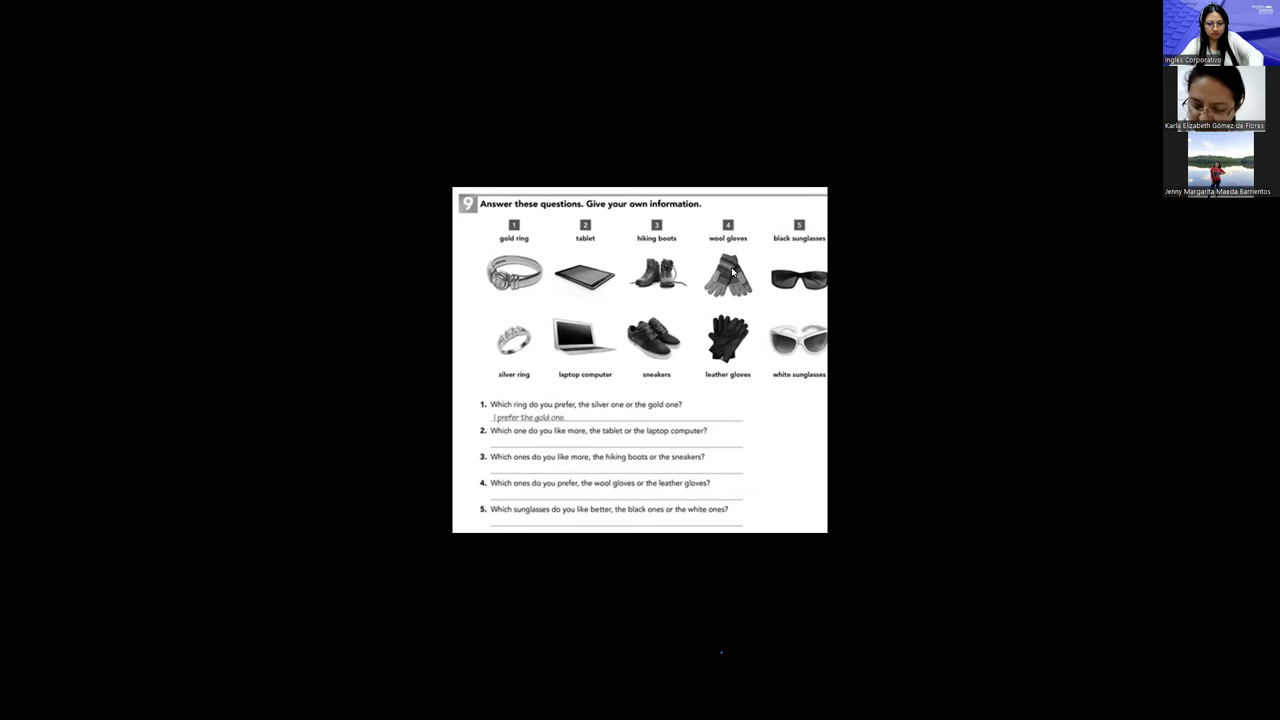 9 Answer these questions. Give your own information.
1 2 3 4 5
gold ring tablet hiking boots wool gloves black sunglasses
silver ring laptop computer sneakers leather gloves white sunglasses
1. Which ring do you prefer, the silver one or the gold one?
I prefer the gold one.
2. Which one do you like more, the tablet or the laptop computer?
3. Which ones do you like more, the hiking boots or the sneakers?
4. Which ones do you prefer, the wool gloves or the leather gloves?
5. Which sunglasses do you like better, the black ones or the white ones?
Ingles Corporativo
Karla Elizabeth Gómez de Flores
Jenny Margarita Maeda Barrientos